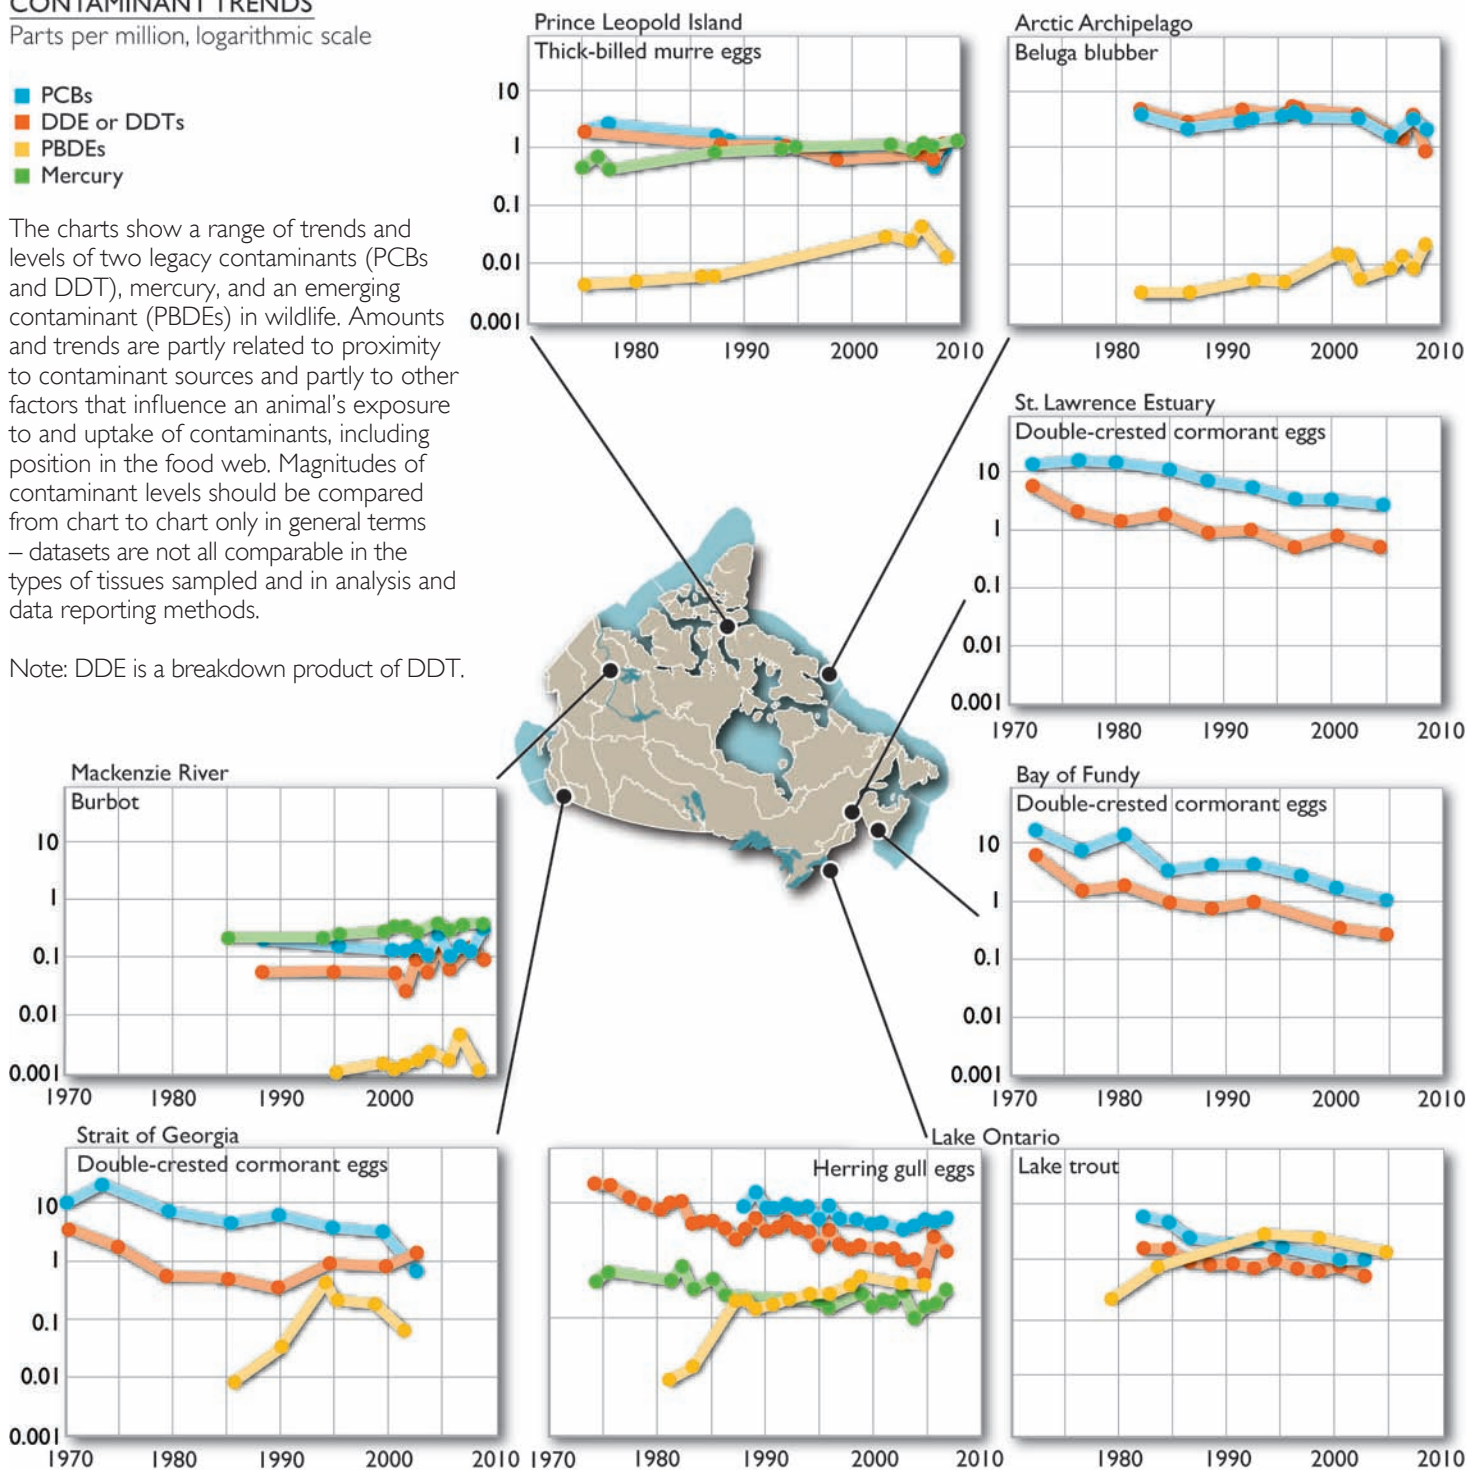 CONTAMINANT TRENDS
Parts per million, logarithmic scale
PCBs
DDE or DDTs
PBDEs
Mercury
The charts show a range of trends and
levels of two legacy contaminants (PCBs
and DDT), mercury, and an emerging
contaminant (PBDEs) in wildlife. Amounts
and trends are partly related to proximity
to contaminant sources and partly to other
factors that influence an animal's exposure
to and uptake of contaminants, including
position in the food web. Magnitudes of
contaminant levels should be compared
from chart to chart only in general terms
– datasets are not all comparable in the
types of tissues sampled and in analysis and
data reporting methods.
Note: DDE is a breakdown product of DDT.
Prince Leopold Island
Thick-billed murre eggs
10
1
0.1
0.01
0.001
1980 1990 2000 2010
Arctic Archipelago
Beluga blubber
1980 1990 2000 2010
St. Lawrence Estuary
Double-crested cormorant eggs
10
1
0.1
0.01
0.001
1970 1980 1990 2000 2010
Mackenzie River
Burbot
10
1
0.1
0.01
0.001
1970 1980 1990 2000
Bay of Fundy
Double-crested cormorant eggs
10
1
0.1
0.01
0.001
1970 1980 1990 2000 2010
Strait of Georgia
Double-crested cormorant eggs
10
1
0.1
0.01
0.001
1970 1980 1990 2000
Lake Ontario
Herring gull eggs
1970 1980 1990 2000 2010
Lake trout
1980 1990 2000 2010